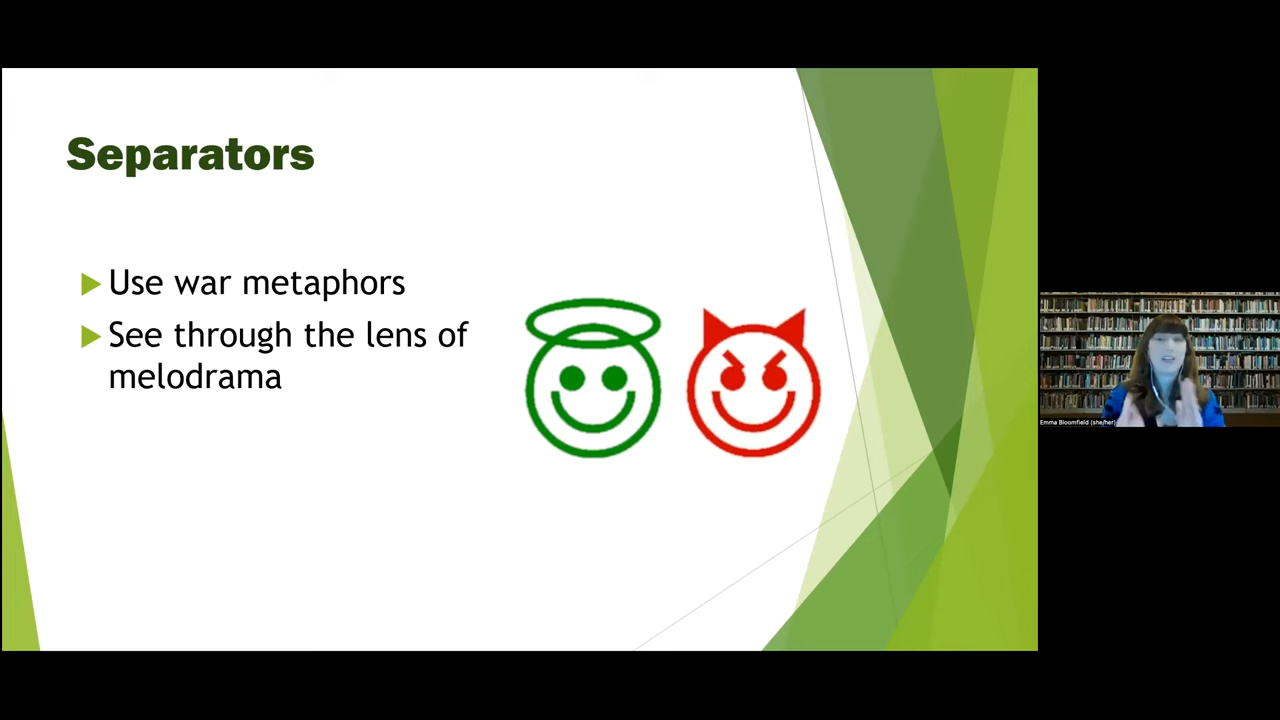 Separators
Use war metaphors
See through the lens of
melodrama
Emma Bloomfield (she/her)